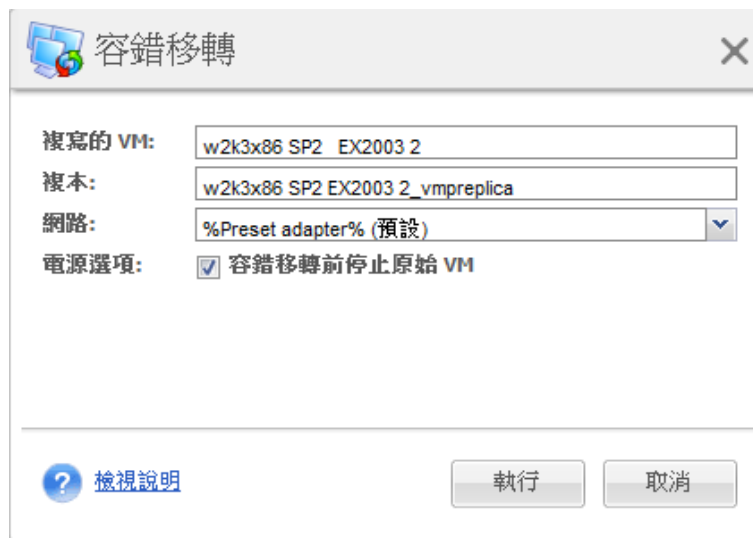 容錯移轉
複寫的 VM: w2k3x86 SP2 EX2003 2
複本: w2k3x86 SP2 EX2003 2_vmpreplica
網路: %Preset adapter% (預設)
電源選項: 容錯移轉前停止原始 VM
檢視說明 執行 取消